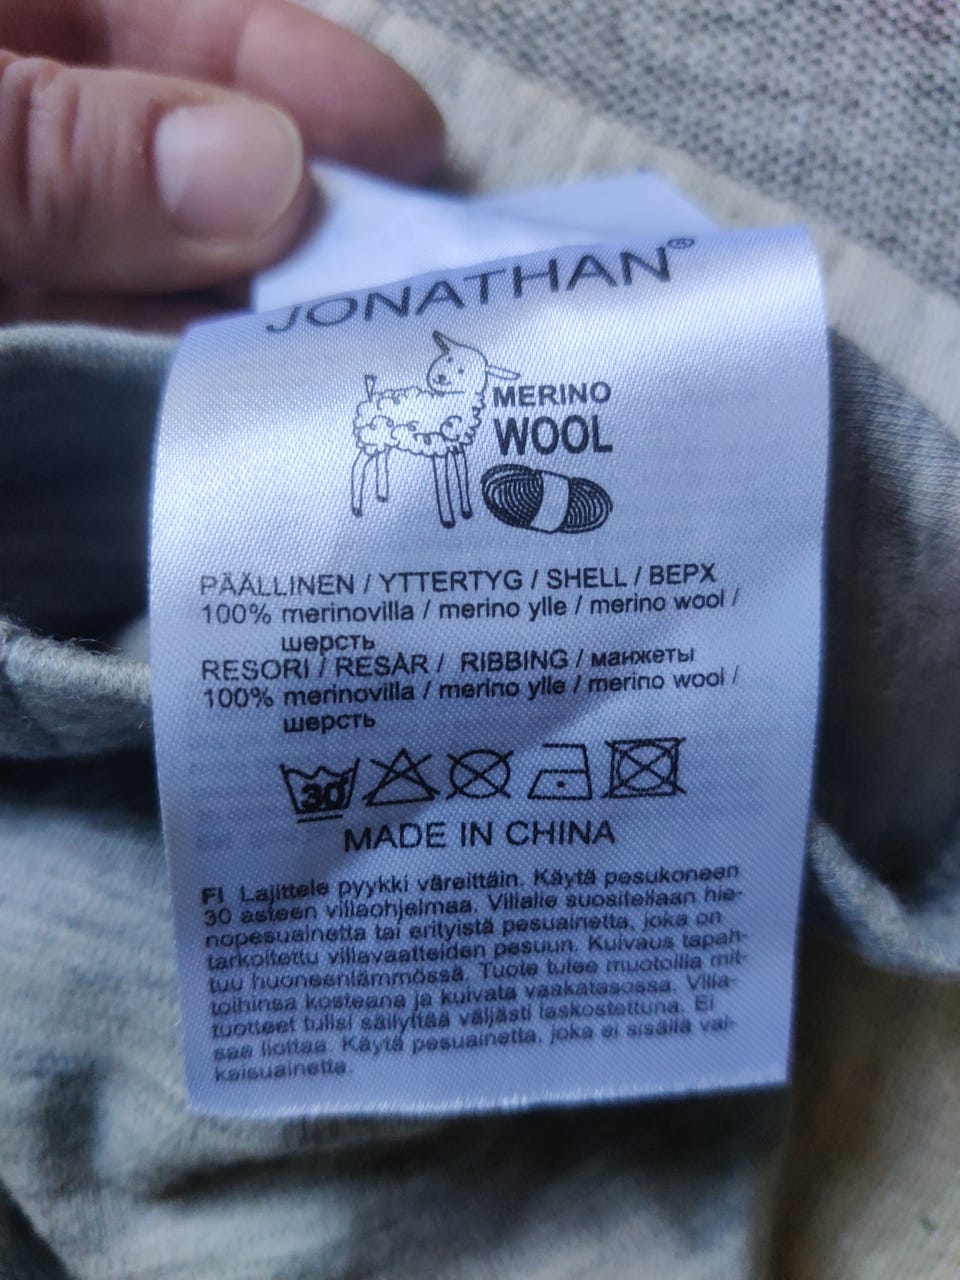 JONATHAN®
MERINO
WOOL
PÄÄLLINEN / YTTERTYG / SHELL / ВЕРХ
100% merinovilla / merino ylle / merino wool /
шерсть
RESORI / RESÅR / RIBBING / манжеты
100% merinovilla / merino ylle / merino wool /
шерсть
30
MADE IN CHINA
FI Lajittele pyykki väreittäin. Käytä pesukoneen
30 asteen villaohjelmaa. Villalle suositellaan hie-
nopesuainetta tai erityistä pesuainetta, joka on
tarkoitettu villavaatteiden pesuun. Kuivaus tapah-
tuu huoneenlämmössä. Tuote tulee muotoilla mit-
toihinsa kosteana ja kuivata vaakatasossa. Villa-
tuotteet tulisi säilyttää väljästi laskostettuna. Ei
saa liottaa. Käytä pesuainetta, joka ei sisällä val-
kaisuainetta.